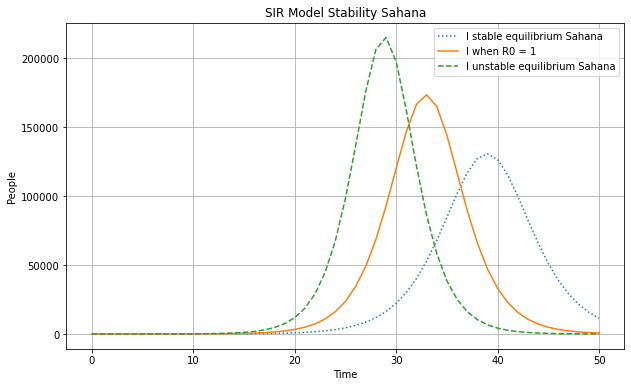 SIR Model Stability Sahana
I stable equilibrium Sahana
I when R0 = 1
I unstable equilibrium Sahana
200000
150000
100000
50000
0
People
0 10 20 30 40 50
Time